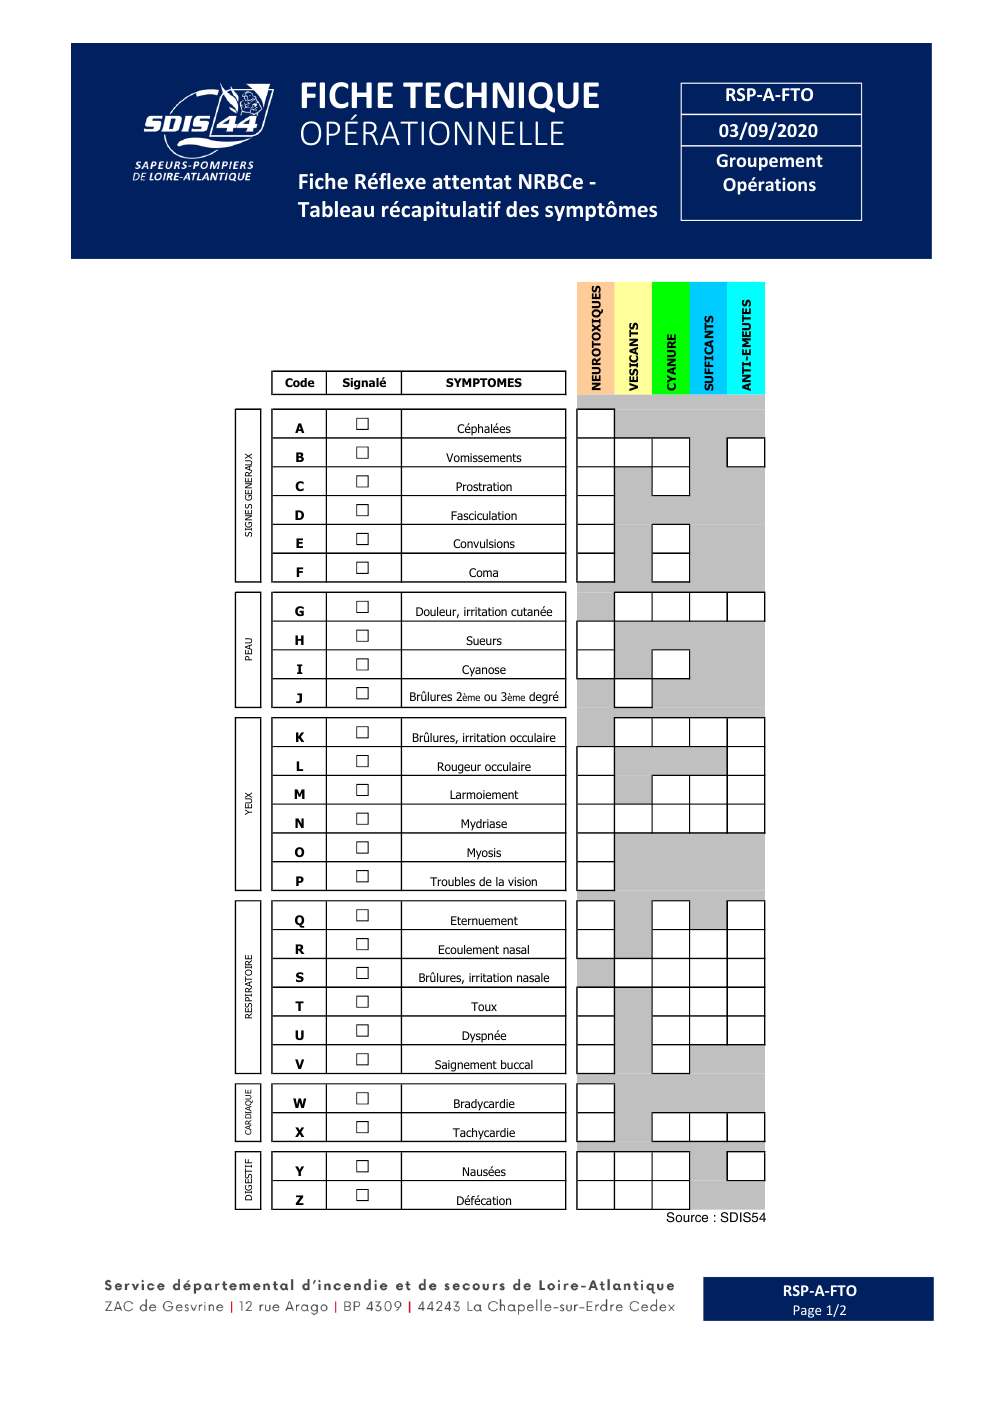 SDIS 44
SAPEURS-POMPIERS
DE LOIRE-ATLANTIQUE
FICHE TECHNIQUE
OPÉRATIONNELLE
Fiche Réflexe attentat NRBCe -
Tableau récapitulatif des symptômes
RSP-A-FTO
03/09/2020
Groupement
Opérations
NEUROTOXIQUES
VESICANTS
CYANURE
SUFFICANTS
ANTI-EMEUTES
Code Signalé SYMPTOMES
SIGNES GENERAUX
A ☐ Céphalées
B ☐ Vomissements
C ☐ Prostration
D ☐ Fasciculation
E ☐ Convulsions
F ☐ Coma
PEAU
G ☐ Douleur, irritation cutanée
H ☐ Sueurs
I ☐ Cyanose
J ☐ Brûlures 2ème ou 3ème degré
YEUX
K ☐ Brûlures, irritation occulaire
L ☐ Rougeur occulaire
M ☐ Larmoiement
N ☐ Mydriase
O ☐ Myosis
P ☐ Troubles de la vision
RESPIRATOIRE
Q ☐ Eternuement
R ☐ Ecoulement nasal
S ☐ Brûlures, irritation nasale
T ☐ Toux
U ☐ Dyspnée
V ☐ Saignement buccal
CARDIAQUE
W ☐ Bradycardie
X ☐ Tachycardie
DIGESTIF
Y ☐ Nausées
Z ☐ Défécation
Source : SDIS54
Service départemental d'incendie et de secours de Loire-Atlantique
ZAC de Gesvrine | 12 rue Arago | BP 4309 | 44243 La Chapelle-sur-Erdre Cedex
RSP-A-FTO
Page 1/2